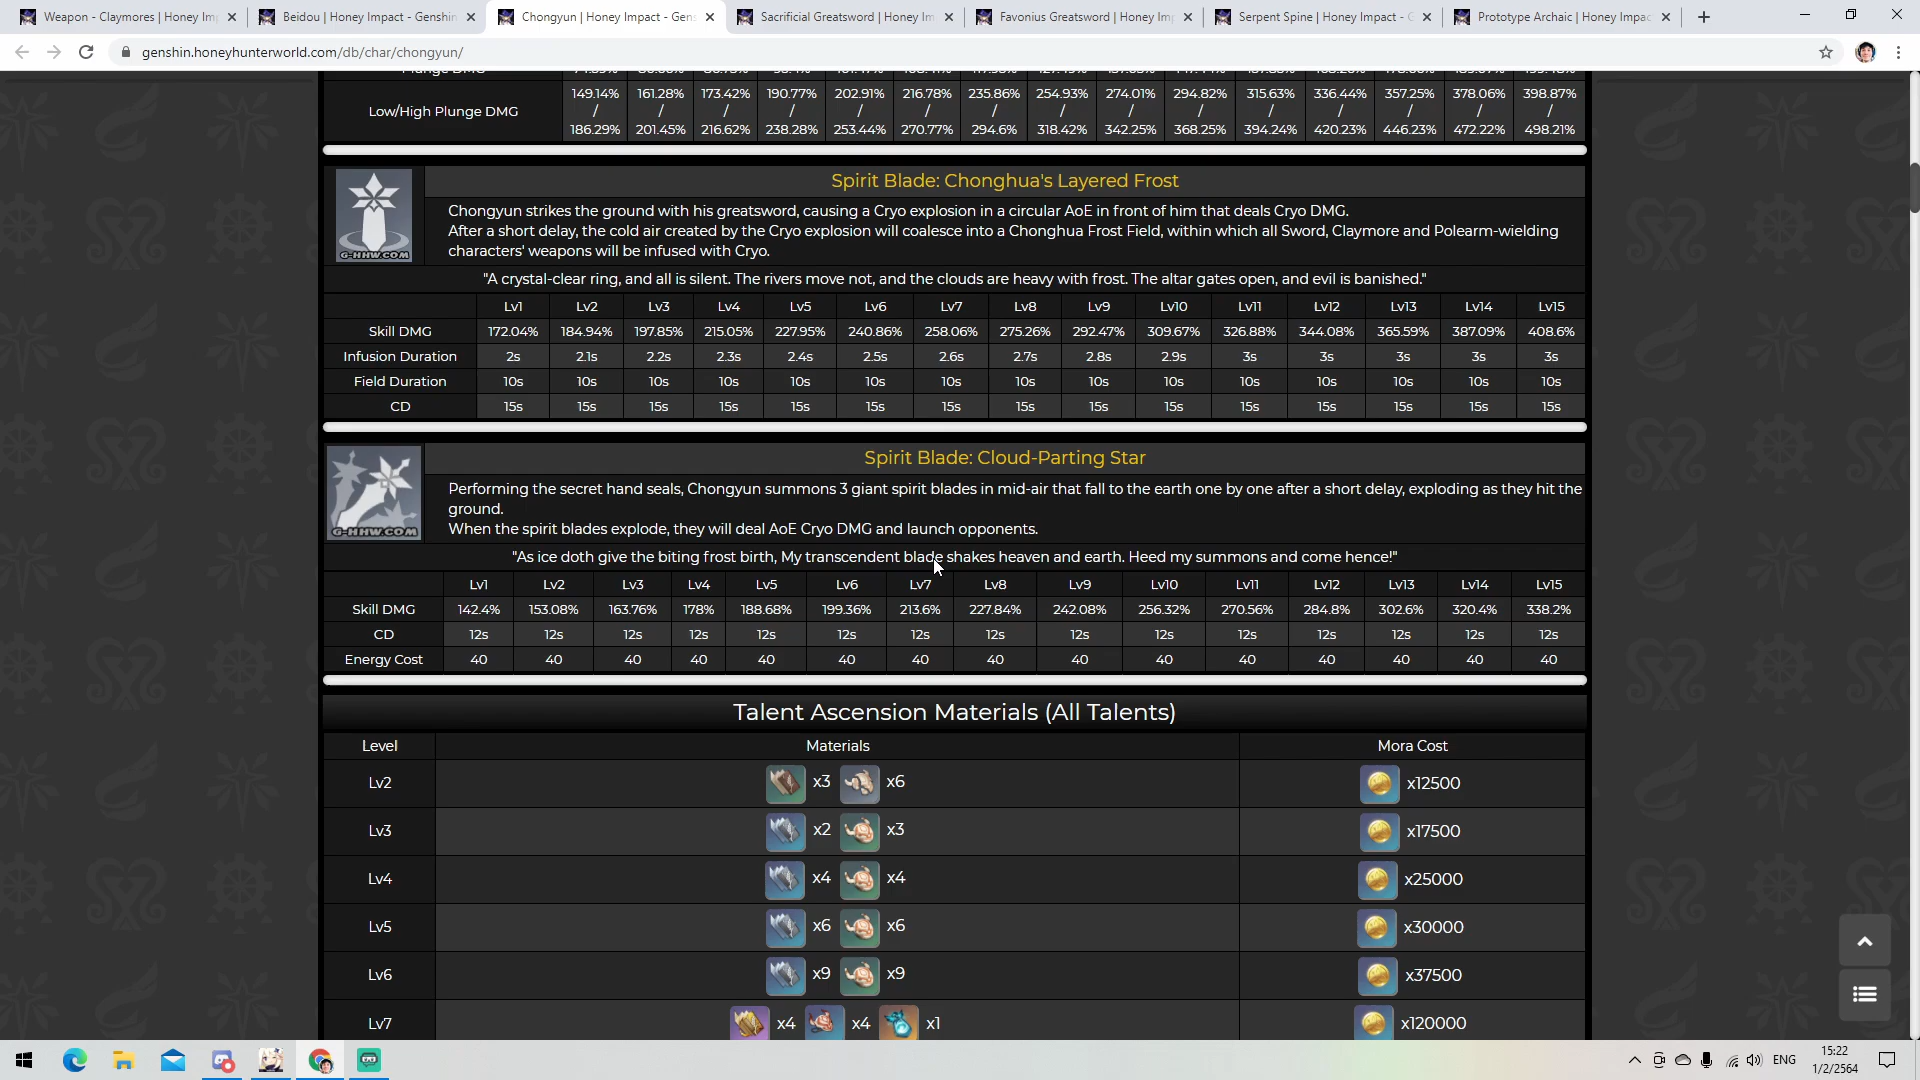 Weapon - Claymores | Honey Im
Beidou | Honey Impact - Genshin
Chongyun | Honey Impact - Gens
Sacrificial Greatsword | Honey Im
Favonius Greatsword | Honey Imp
Serpent Spine | Honey Impact - G
Prototype Archaic | Honey Impac
genshin.honeyhunterworld.com/db/char/chongyun/
Low/High Plunge DMG
149.14% / 186.29%
161.28% / 201.45%
173.42% / 216.62%
190.77% / 238.28%
202.91% / 253.44%
216.78% / 270.77%
235.86% / 294.6%
254.93% / 318.42%
274.01% / 342.25%
294.82% / 368.25%
315.63% / 394.24%
336.44% / 420.23%
357.25% / 446.23%
378.06% / 472.22%
398.87% / 498.21%
G-HHW.COM
Spirit Blade: Chonghua's Layered Frost
Chongyun strikes the ground with his greatsword, causing a Cryo explosion in a circular AoE in front of him that deals Cryo DMG.
After a short delay, the cold air created by the Cryo explosion will coalesce into a Chonghua Frost Field, within which all Sword, Claymore and Polearm-wielding
characters' weapons will be infused with Cryo.
"A crystal-clear ring, and all is silent. The rivers move not, and the clouds are heavy with frost. The altar gates open, and evil is banished."
Lv1 Lv2 Lv3 Lv4 Lv5 Lv6 Lv7 Lv8 Lv9 Lv10 Lv11 Lv12 Lv13 Lv14 Lv15
Skill DMG 172.04% 184.94% 197.85% 215.05% 227.95% 240.86% 258.06% 275.26% 292.47% 309.67% 326.88% 344.08% 365.59% 387.09% 408.6%
Infusion Duration 2s 2.1s 2.2s 2.3s 2.4s 2.5s 2.6s 2.7s 2.8s 2.9s 3s 3s 3s 3s 3s
Field Duration 10s 10s 10s 10s 10s 10s 10s 10s 10s 10s 10s 10s 10s 10s 10s
CD 15s 15s 15s 15s 15s 15s 15s 15s 15s 15s 15s 15s 15s 15s 15s
G-HHW.COM
Spirit Blade: Cloud-Parting Star
Performing the secret hand seals, Chongyun summons 3 giant spirit blades in mid-air that fall to the earth one by one after a short delay, exploding as they hit the
ground.
When the spirit blades explode, they will deal AoE Cryo DMG and launch opponents.
"As ice doth give the biting frost birth, My transcendent blade shakes heaven and earth. Heed my summons and come hence!"
Lv1 Lv2 Lv3 Lv4 Lv5 Lv6 Lv7 Lv8 Lv9 Lv10 Lv11 Lv12 Lv13 Lv14 Lv15
Skill DMG 142.4% 153.08% 163.76% 178% 188.68% 199.36% 213.6% 227.84% 242.08% 256.32% 270.56% 284.8% 302.6% 320.4% 338.2%
CD 12s 12s 12s 12s 12s 12s 12s 12s 12s 12s 12s 12s 12s 12s 12s
Energy Cost 40 40 40 40 40 40 40 40 40 40 40 40 40 40 40
Talent Ascension Materials (All Talents)
Level Materials Mora Cost
Lv2 x3 x6 x12500
Lv3 x2 x3 x17500
Lv4 x4 x4 x25000
Lv5 x6 x6 x30000
Lv6 x9 x9 x37500
Lv7 x4 x4 x1 x120000
ENG
15:22
1/2/2564